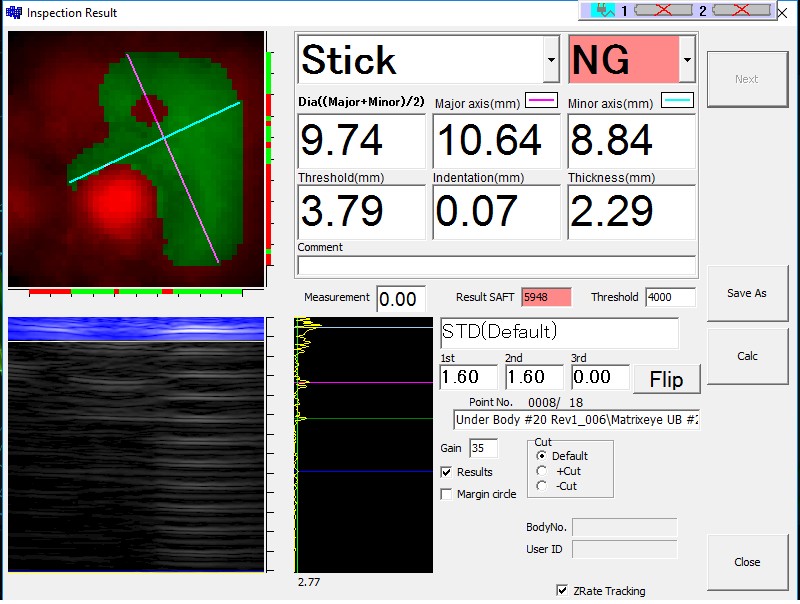 Inspection Result
1 2
Stick NG
Next
Dia((Major+Minor)/2) Major axis(mm) Minor axis(mm)
9.74 10.64 8.84
Threshold(mm) Indentation(mm) Thickness(mm)
3.79 0.07 2.29
Comment
Measurement 0.00 Result SAFT 5948 Threshold 4000
Save As
STD(Default)
1st 2nd 3rd
1.60 1.60 0.00 Flip
Calc
Point No. 0008/ 18
Under Body #20 Rev1_006\Matrixeye UB #2
Gain 35
Cut
Default
+Cut
-Cut
Results
Margin circle
BodyNo.
User ID
Close
2.77
ZRate Tracking